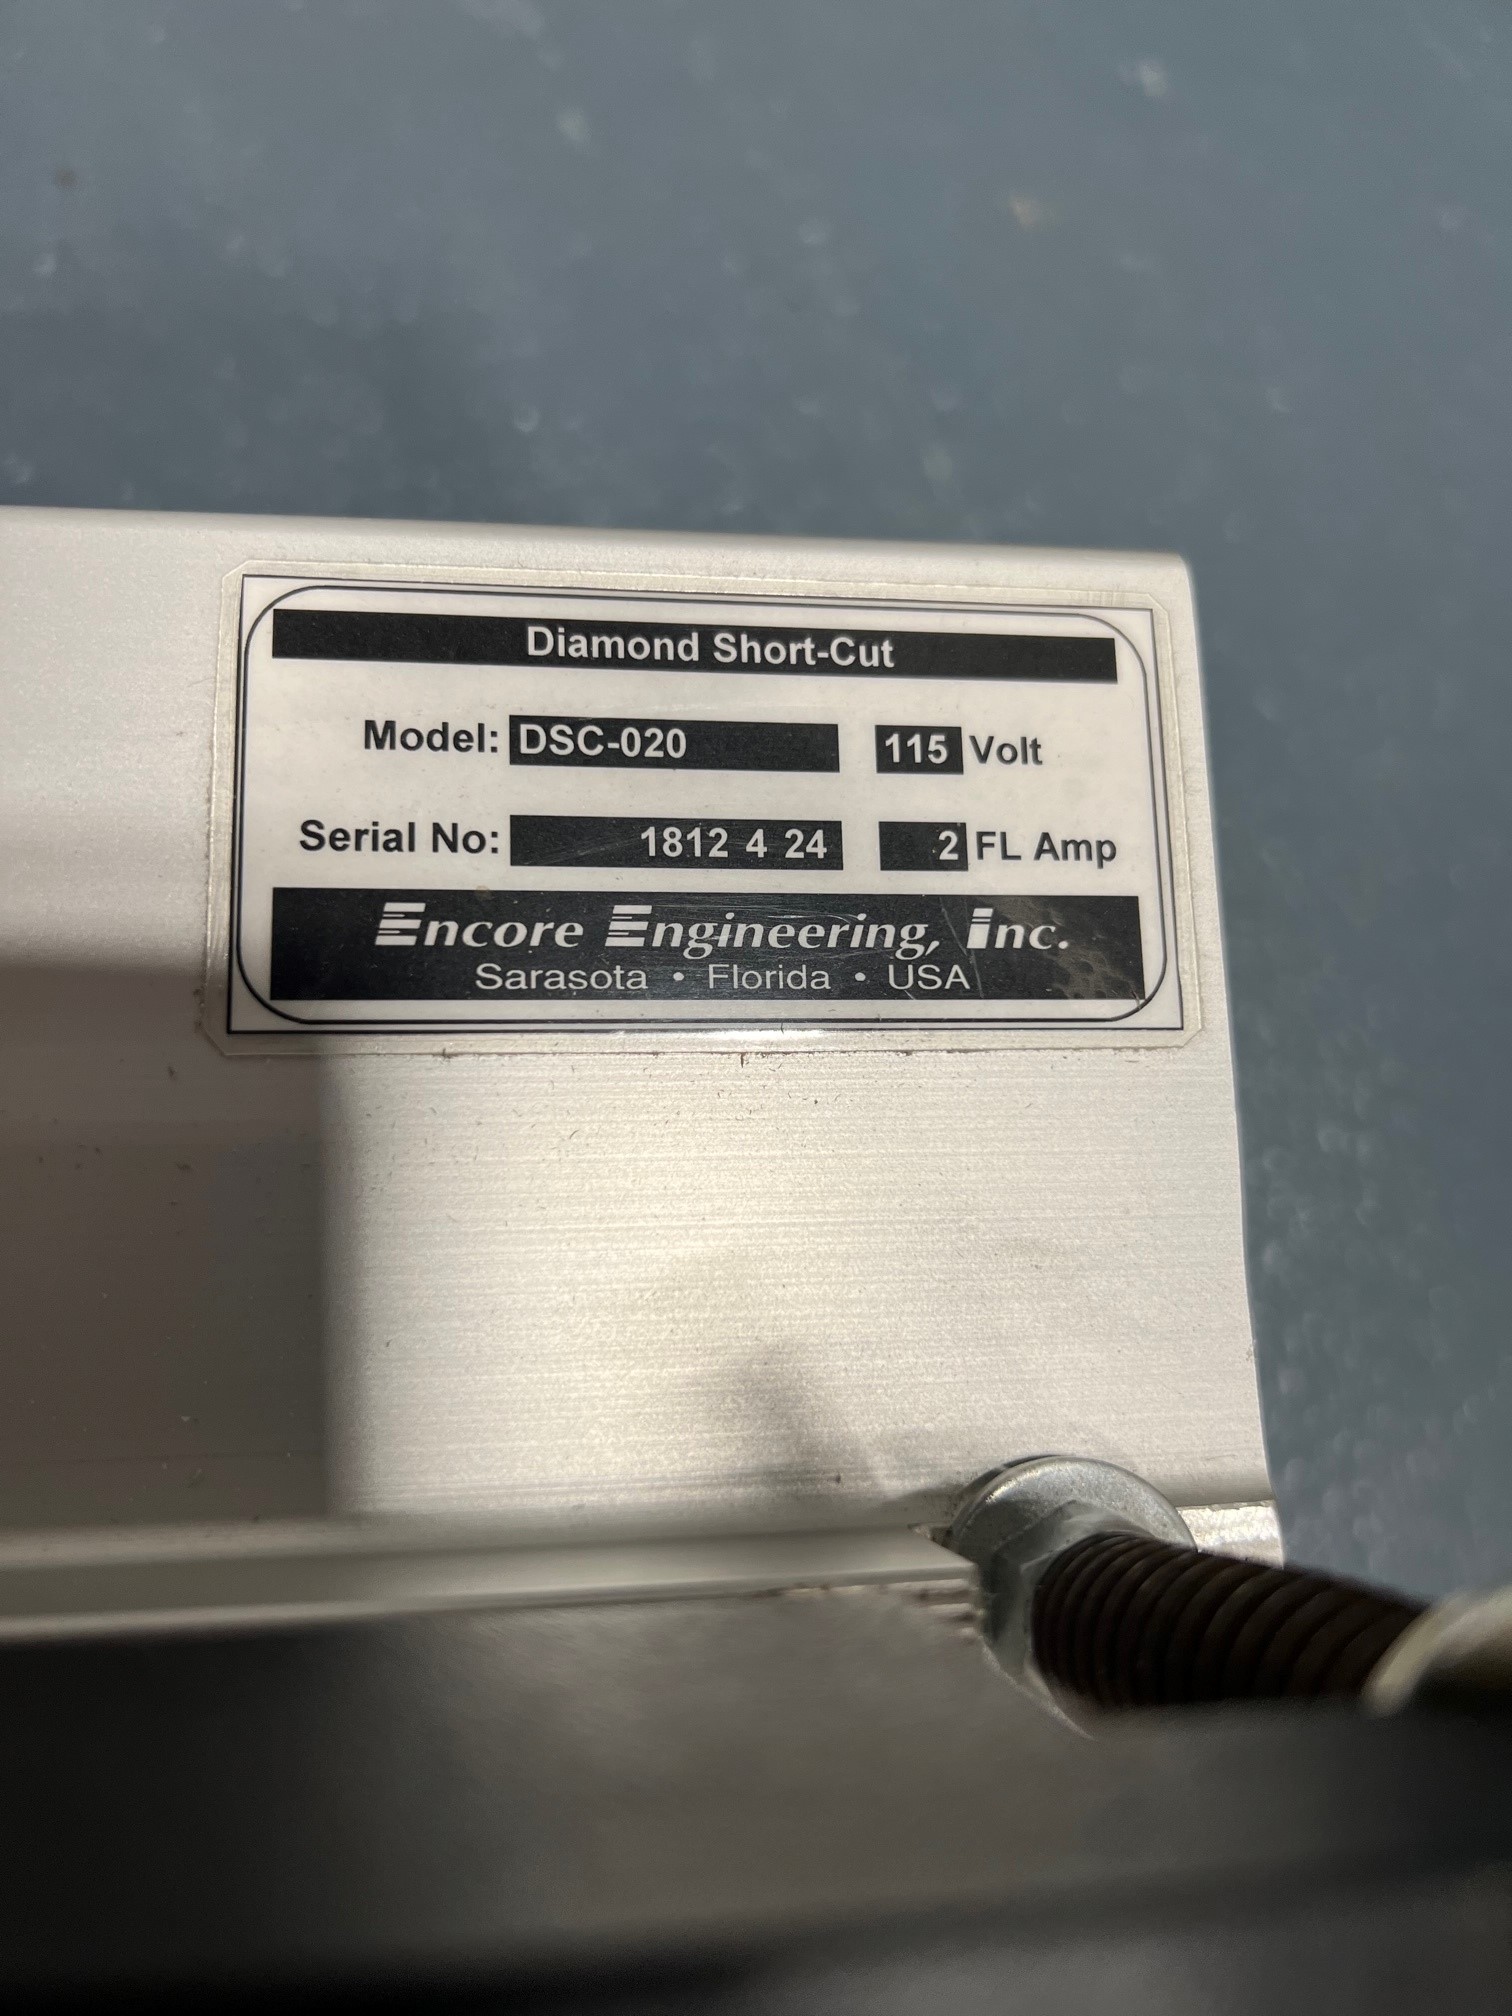 Diamond Short-Cut
Model: DSC-020 115 Volt
Serial No: 1812 4 24 2 FL Amp
Encore Engineering, Inc.
Sarasota • Florida • USA